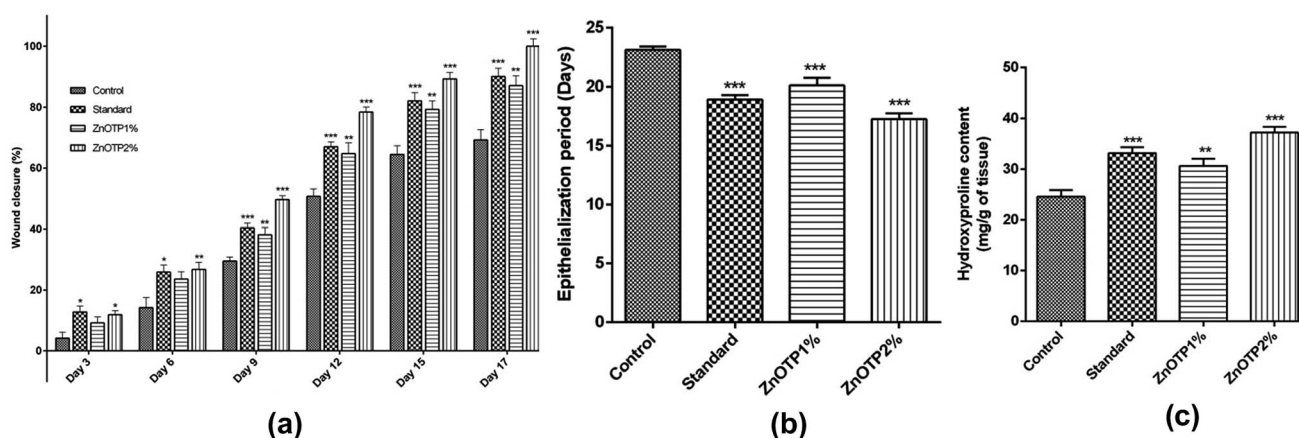 Wound closure (%)
100
80
60
40
20
0
Control
Standard
ZnOTP1%
ZnOTP2%
* *
* **
*** ** ***
*** ** ***
*** ** ***
*** ** ***
Day 3
Day 6
Day 9
Day 12
Day 15
Day 17
(a)
Epithelialization period (Days)
25
20
15
10
5
0
***
***
***
Control
Standard
ZnOTP1%
ZnOTP2%
(b)
Hydroxyproline content
(mg/g of tissue)
50
40
30
20
10
0
***
**
***
Control
Standard
ZnOTP1%
ZnOTP2%
(c)